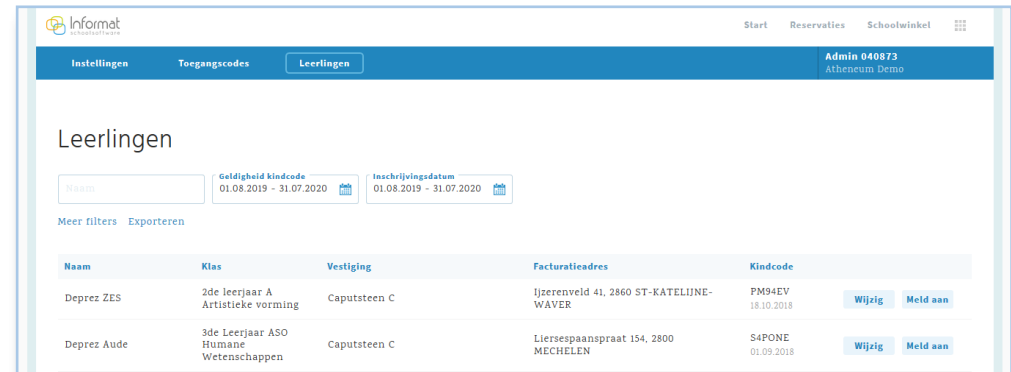 Informat
schoolsoftware
Start Reservaties Schoolwinkel
Instellingen Toegangscodes Leerlingen
Admin 040873
Atheneum Demo
Leerlingen
Naam
Geldigheid kindcode
01.08.2019 - 31.07.2020
Inschrijvingsdatum
01.08.2019 - 31.07.2020
Meer filters Exporteren
Naam Klas Vestiging Facturatieadres Kindcode
Deprez ZES
2de leerjaar A
Artistieke vorming
Caputsteen C
Ijzerenveld 41, 2860 ST-KATELIJNE-
WAVER
PM94EV
18.10.2018
Wijzig Meld aan
Deprez Aude
3de Leerjaar ASO
Humane
Wetenschappen
Caputsteen C
Liersespaanspraat 154, 2800
MECHELEN
S4PONE
01.09.2018
Wijzig Meld aan